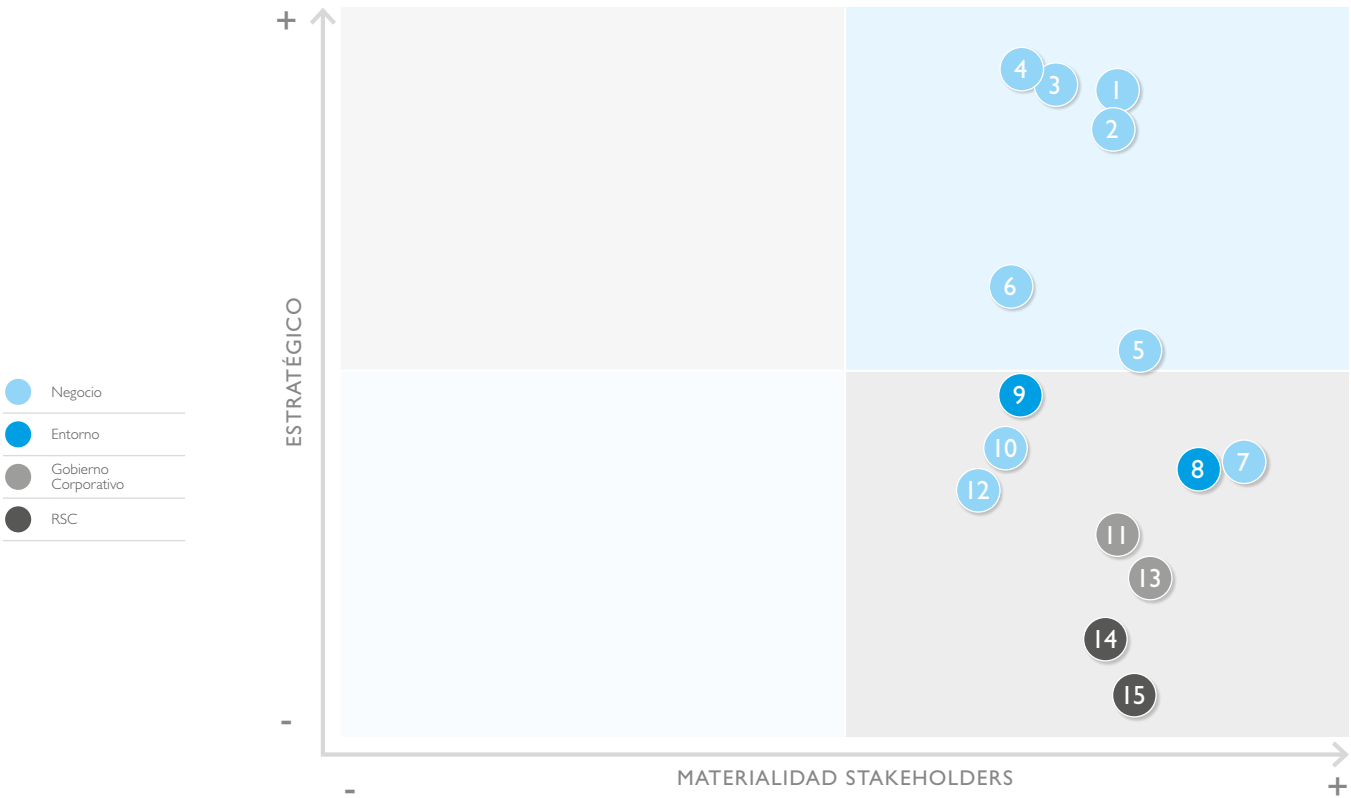 +
4
3
1
2
6
5
9
10
12
8
7
11
13
14
15
ESTRATÉGICO
Negocio
Entorno
Gobierno
Corporativo
RSC
-
MATERIALIDAD STAKEHOLDERS
-
+